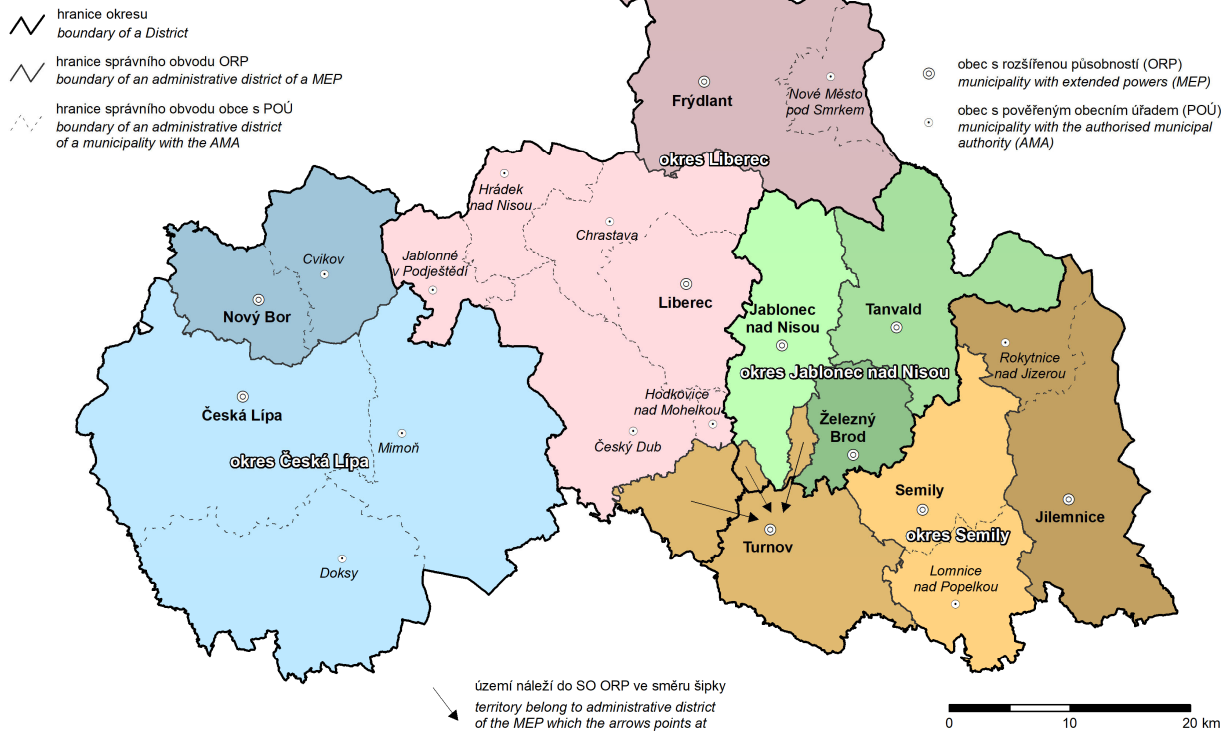 hranice okresu
boundary of a District
hranice správního obvodu ORP
boundary of an administrative district of a MEP
hranice správního obvodu obce s POÚ
boundary of an administrative district
of a municipality with the AMA
obec s rozšířenou působností (ORP)
municipality with extended powers (MEP)
obec s pověřeným obecním úřadem (POÚ)
municipality with the authorised municipal
authority (AMA)
Frýdlant
Nové Město
pod Smrkem
okres Liberec
Hrádek
nad Nisou
Chrastava
Jablonné
v Podještědí
Cvikov
Nový Bor
Liberec
Jablonec
nad Nisou
Tanvald
Rokytnice
nad Jizerou
okres Jablonec nad Nisou
Hodkovice
nad Mohelkou
Česká Lípa
Mimoň
Český Dub
Železný
Brod
okres Česká Lípa
Semily
Jilemnice
okres Semily
Turnov
Doksy
Lomnice
nad Popelkou
území náleží do SO ORP ve směru šipky
territory belong to administrative district
of the MEP which the arrows points at
0 10 20 km